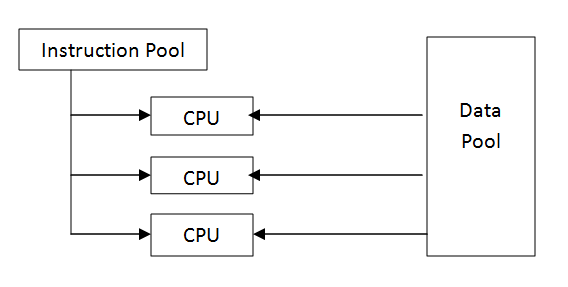 Instruction Pool
CPU
Data
Pool
CPU
CPU